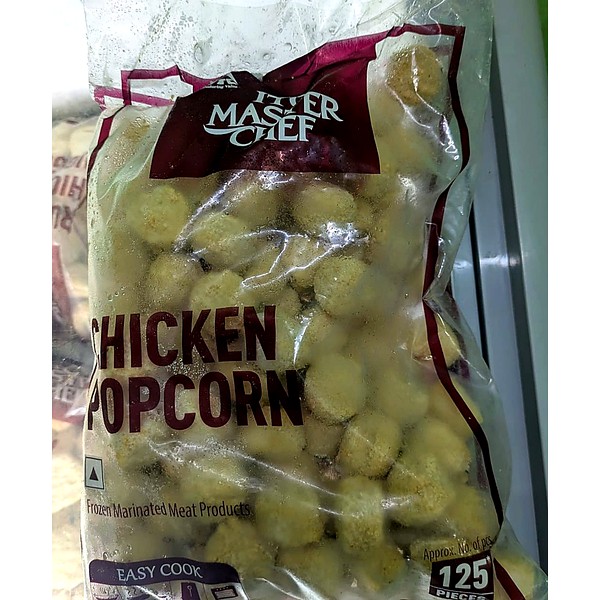 MASTER
CHEF
CHICKEN
POPCORN
Frozen Marinated Meat Products
EASY COOK
Approx. No. of pcs
125
PIECES